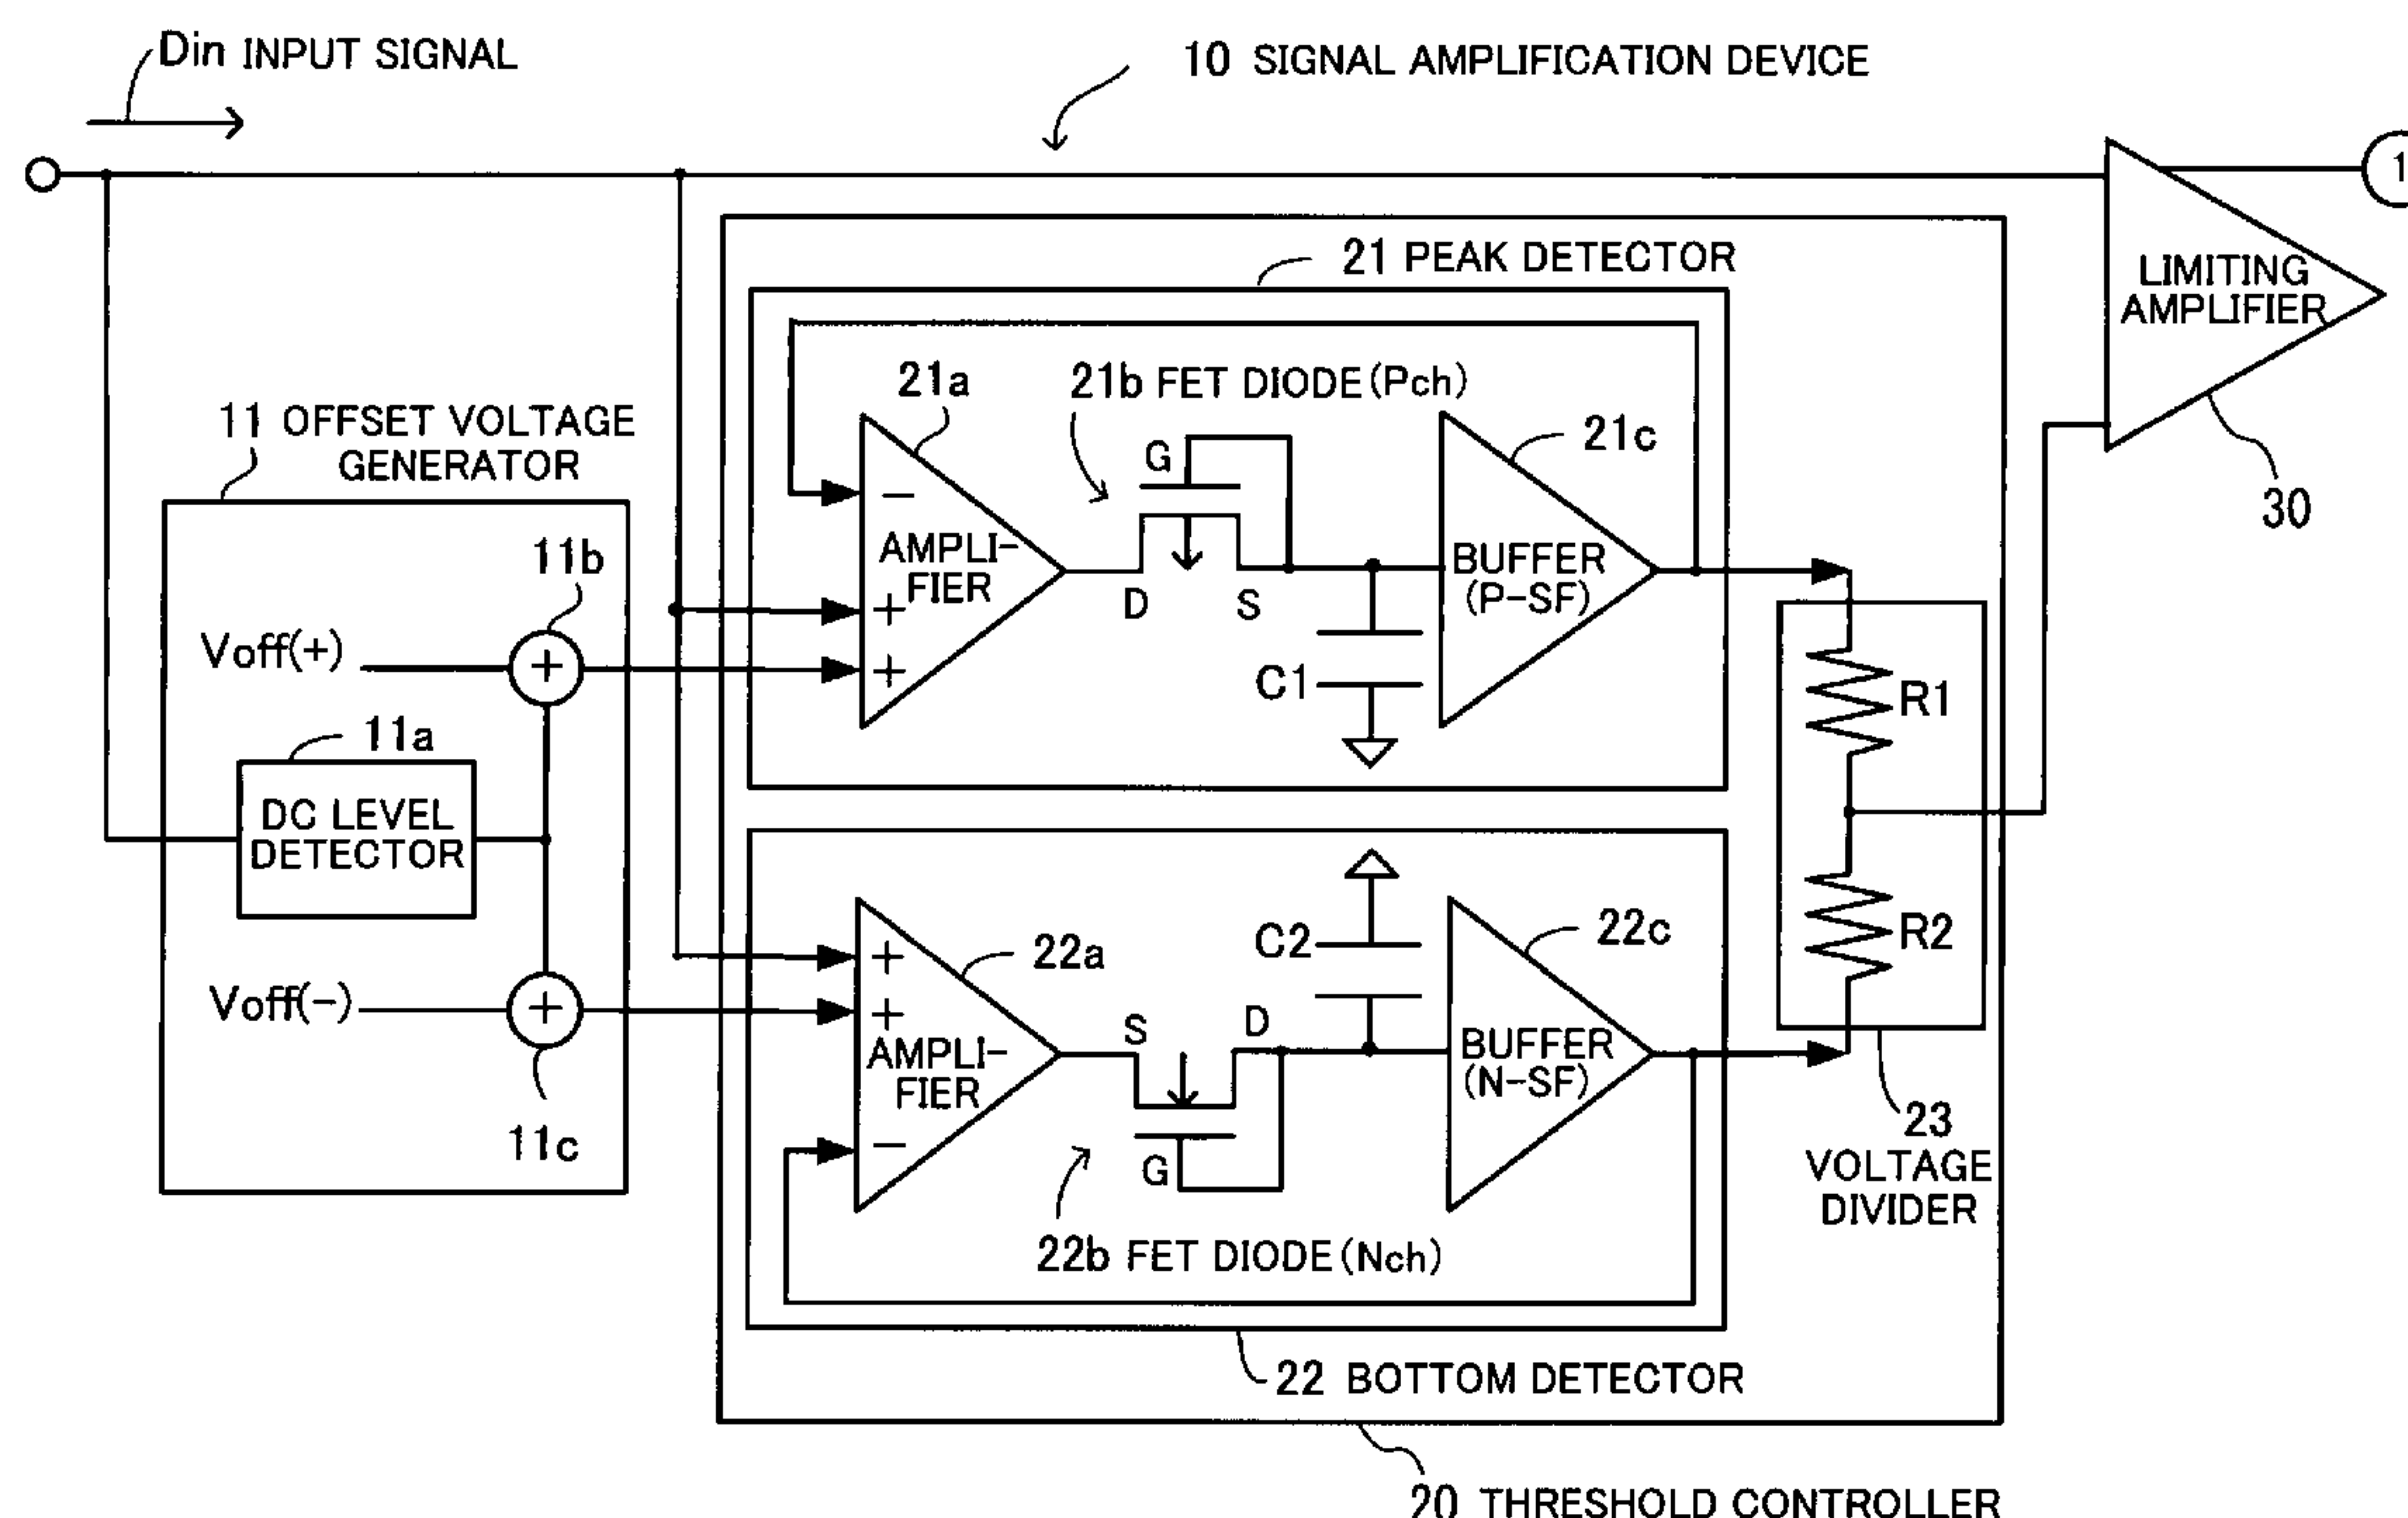 Din INPUT SIGNAL
10 SIGNAL AMPLIFICATION DEVICE
1
LIMITING
AMPLIFIER
30
21 PEAK DETECTOR
21a
21b FET DIODE(Pch)
21c
G
−
AMPLI-
FIER
+
+
D
S
BUFFER
(P-SF)
C1
11 OFFSET VOLTAGE
GENERATOR
11b
Voff(+)
+
11a
DC LEVEL
DETECTOR
Voff(−)
+
11c
R1
R2
22a
+
+
AMPLI-
FIER
−
S
D
G
C2
22c
BUFFER
(N-SF)
22b FET DIODE(Nch)
23
VOLTAGE
DIVIDER
22 BOTTOM DETECTOR
20 THRESHOLD CONTROLLER